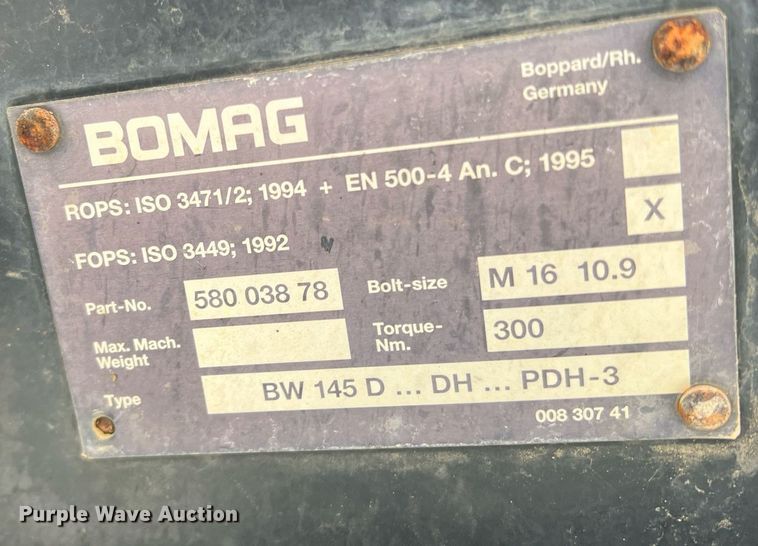 BOMAG
Boppard/Rh.
Germany
ROPS: ISO 3471/2; 1994 + EN 500-4 An. C; 1995
X
FOPS: ISO 3449; 1992
Part-No. 580 038 78 Bolt-size M 16 10.9
Max. Mach.
Weight
Torque-
Nm. 300
Type BW 145 D ... DH ... PDH-3
008 307 41
Purple Wave Auction